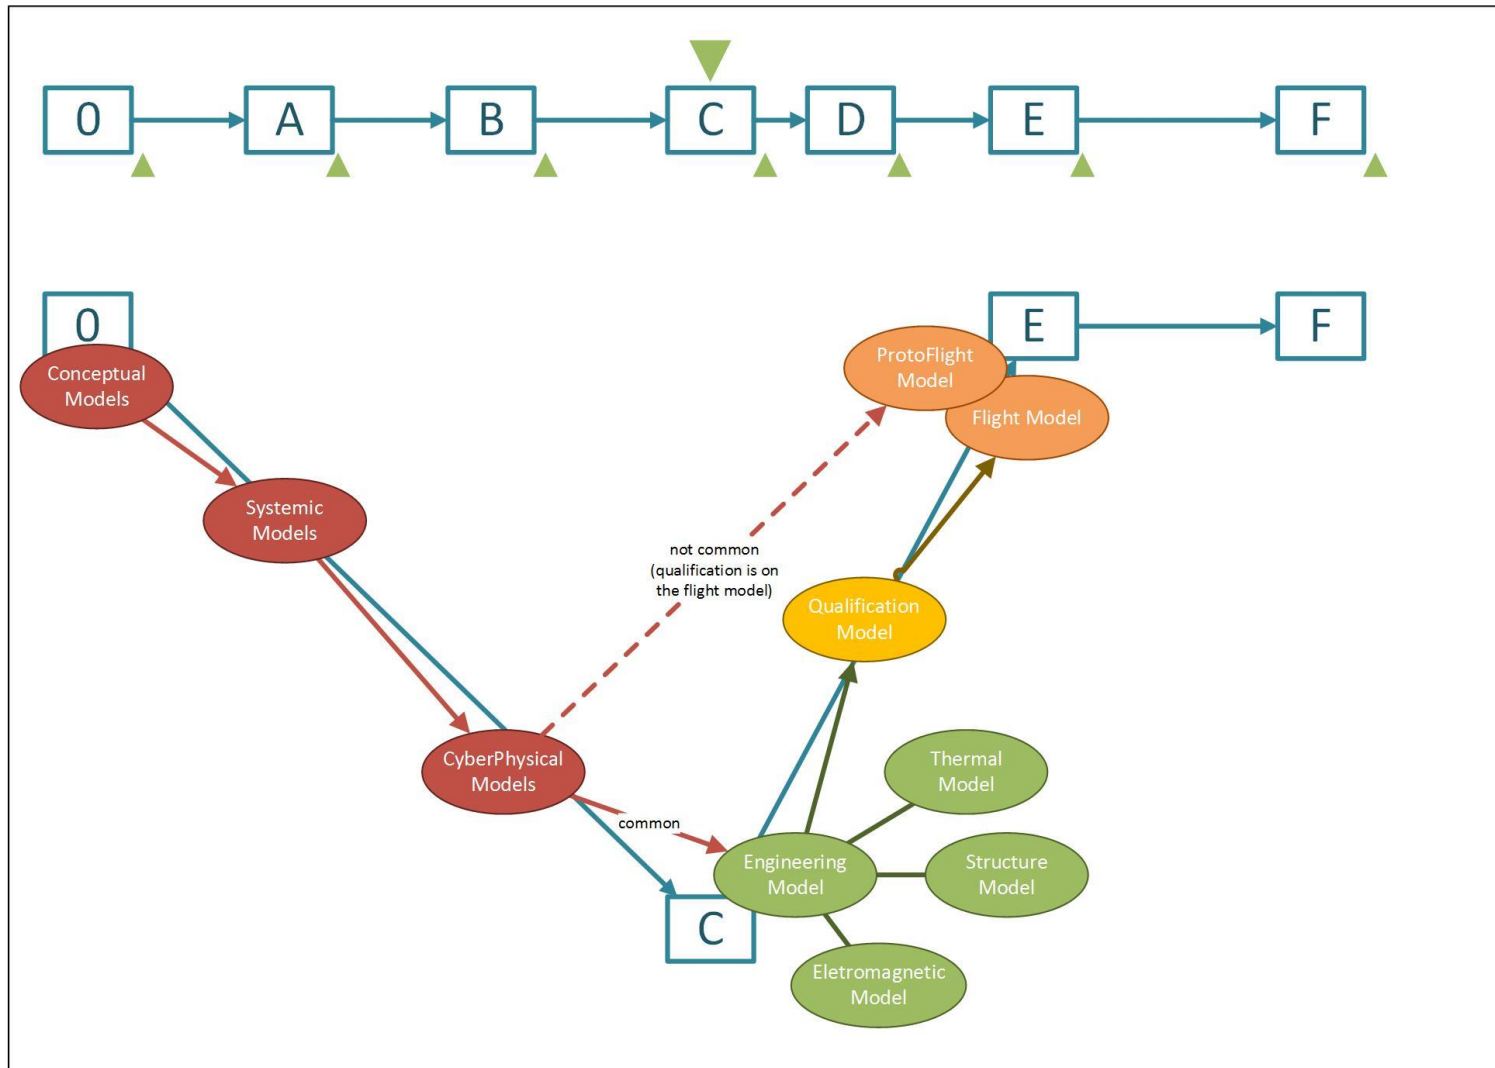 0
A
B
C
D
E
F
0
E
F
ProtoFlight
Model
Conceptual
Models
Flight Model
Systemic
Models
not common
(qualification is on
the flight model)
Qualification
Model
CyberPhysical
Models
Thermal
Model
common
Engineering
Model
Structure
Model
C
Eletromagnetic
Model